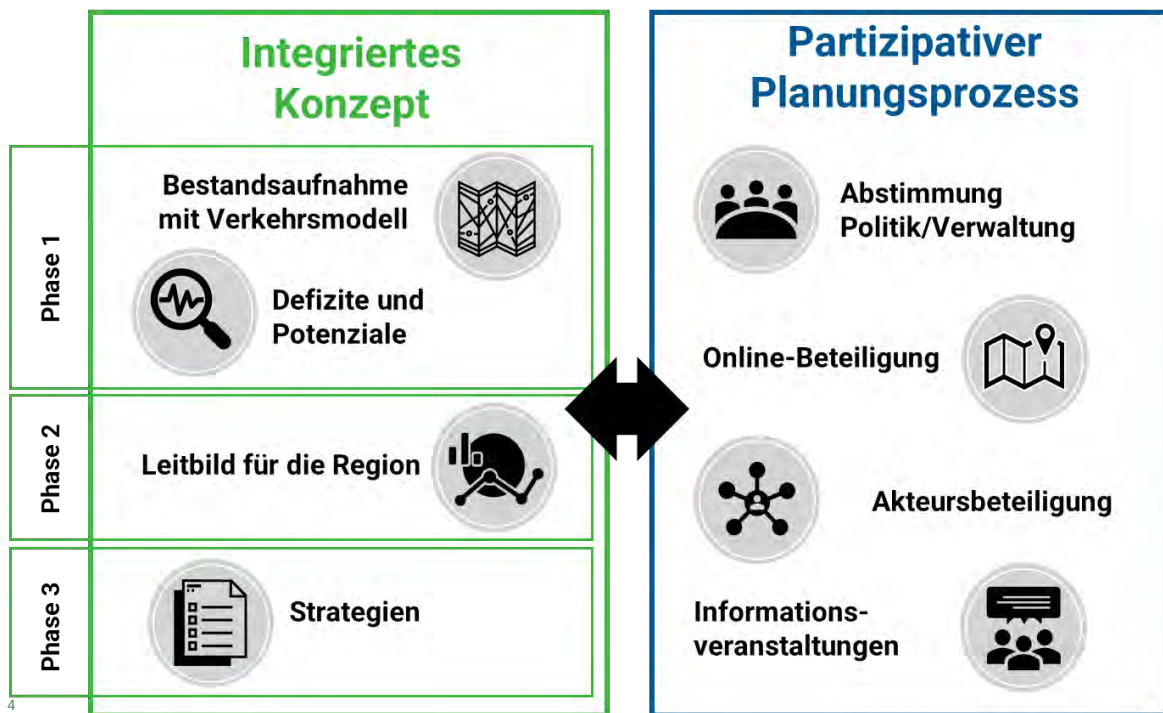 Integriertes
Konzept
Phase 1
Bestandsaufnahme
mit Verkehrsmodell
Defizite und
Potenziale
Phase 2
Leitbild für die Region
Phase 3
Strategien
Partizipativer
Planungsprozess
Abstimmung
Politik/Verwaltung
Online-Beteiligung
Akteursbeteiligung
Informations-
veranstaltungen
4